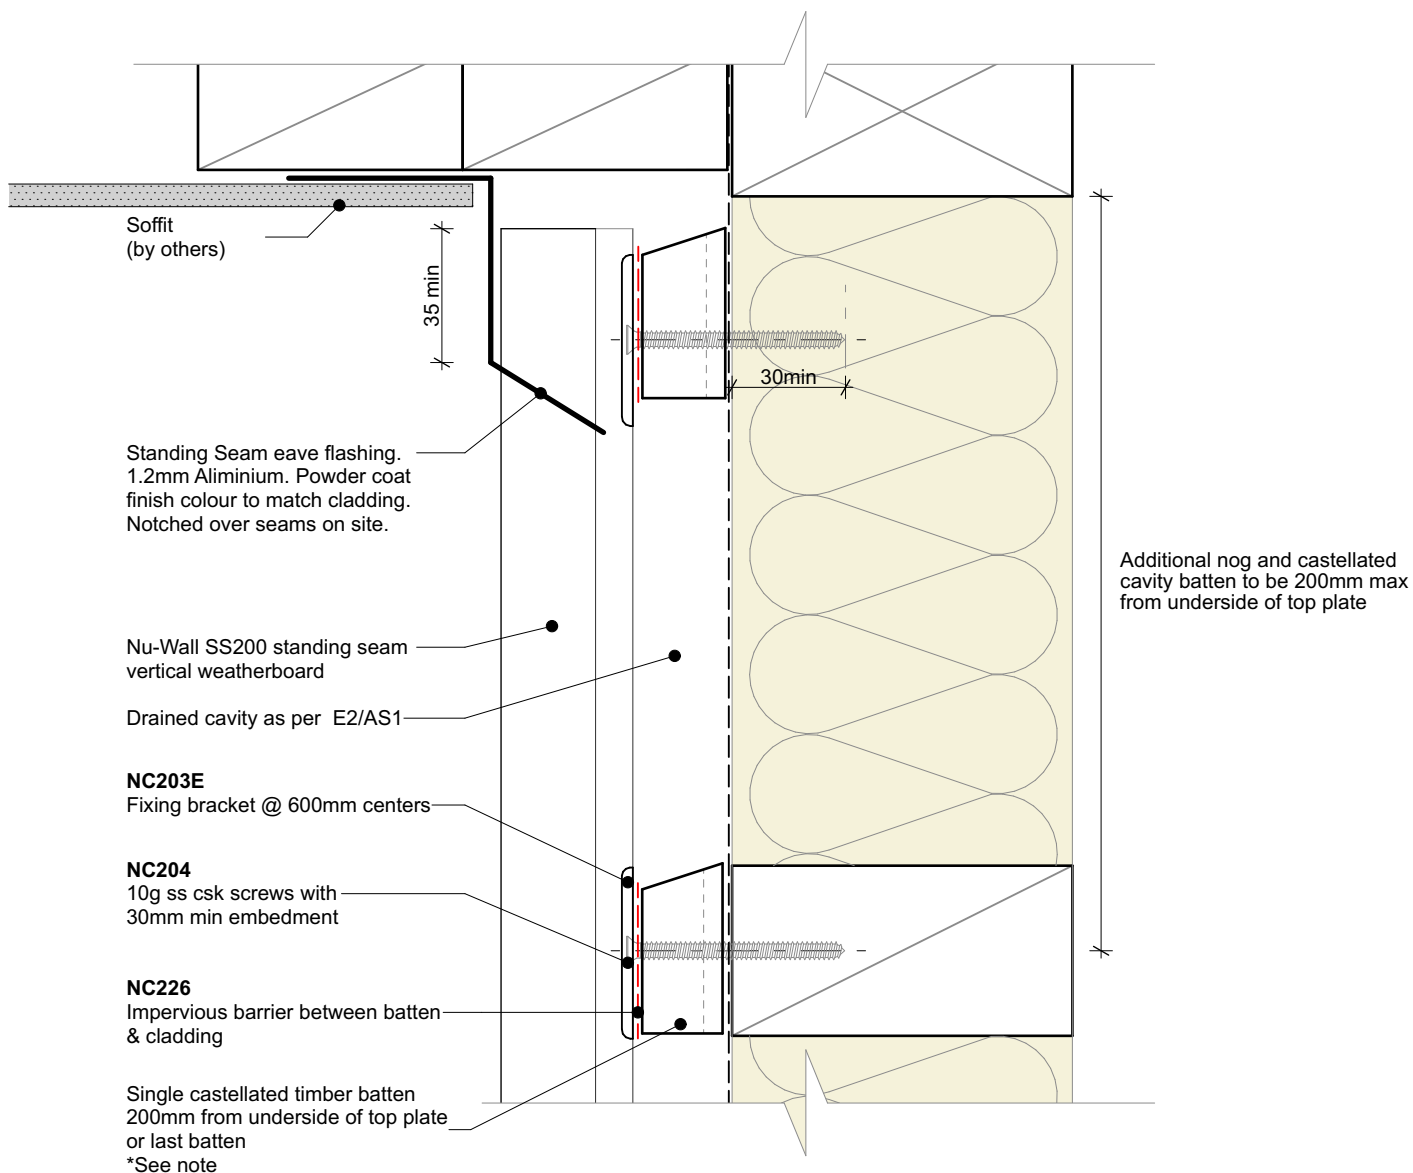 Soffit
(by others)
35 min
30min
Standing Seam eave flashing.
1.2mm Aliminium. Powder coat
finish colour to match cladding.
Notched over seams on site.
Additional nog and castellated
cavity batten to be 200mm max
from underside of top plate
Nu-Wall SS200 standing seam
vertical weatherboard
Drained cavity as per E2/AS1
NC203E
Fixing bracket @ 600mm centers
NC204
10g ss csk screws with
30mm min embedment
NC226
Impervious barrier between batten
& cladding
Single castellated timber batten
200mm from underside of top plate
or last batten
*See note